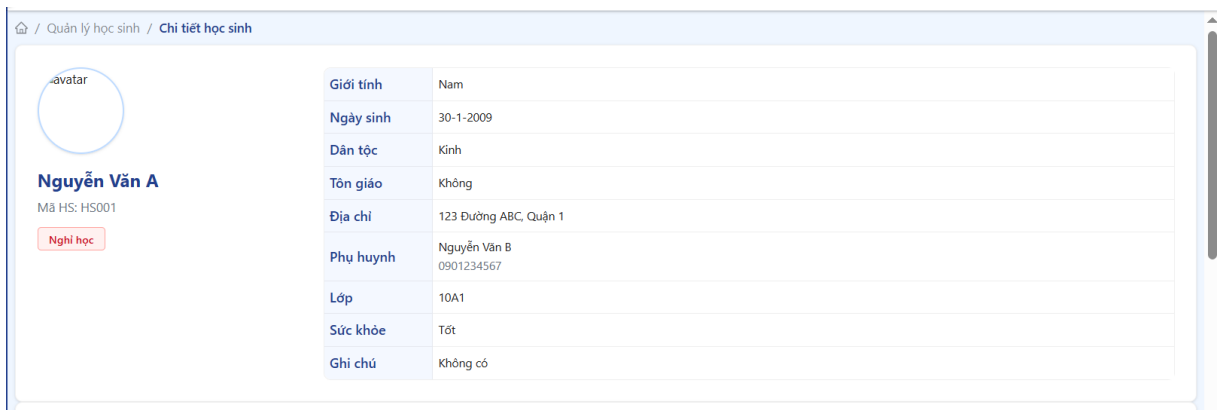 / Quản lý học sinh / Chi tiết học sinh
avatar
Nguyễn Văn A
Mã HS: HS001
Nghỉ học
Giới tính Nam
Ngày sinh 30-1-2009
Dân tộc Kinh
Tôn giáo Không
Địa chỉ 123 Đường ABC, Quận 1
Phụ huynh Nguyễn Văn B
0901234567
Lớp 10A1
Sức khỏe Tốt
Ghi chú Không có